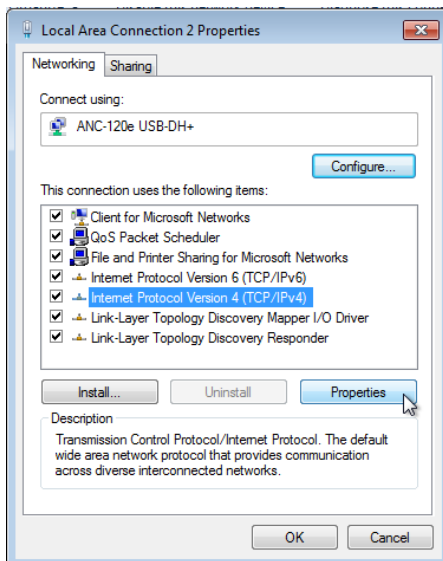 Local Area Connection 2 Properties
Networking
Sharing
Connect using:
ANC-120e USB-DH+
Configure...
This connection uses the following items:
Client for Microsoft Networks
QoS Packet Scheduler
File and Printer Sharing for Microsoft Networks
Internet Protocol Version 6 (TCP/IPv6)
Internet Protocol Version 4 (TCP/IPv4)
Link-Layer Topology Discovery Mapper I/O Driver
Link-Layer Topology Discovery Responder
Install...
Uninstall
Properties
Description
Transmission Control Protocol/Internet Protocol. The default
wide area network protocol that provides communication
across diverse interconnected networks.
OK
Cancel